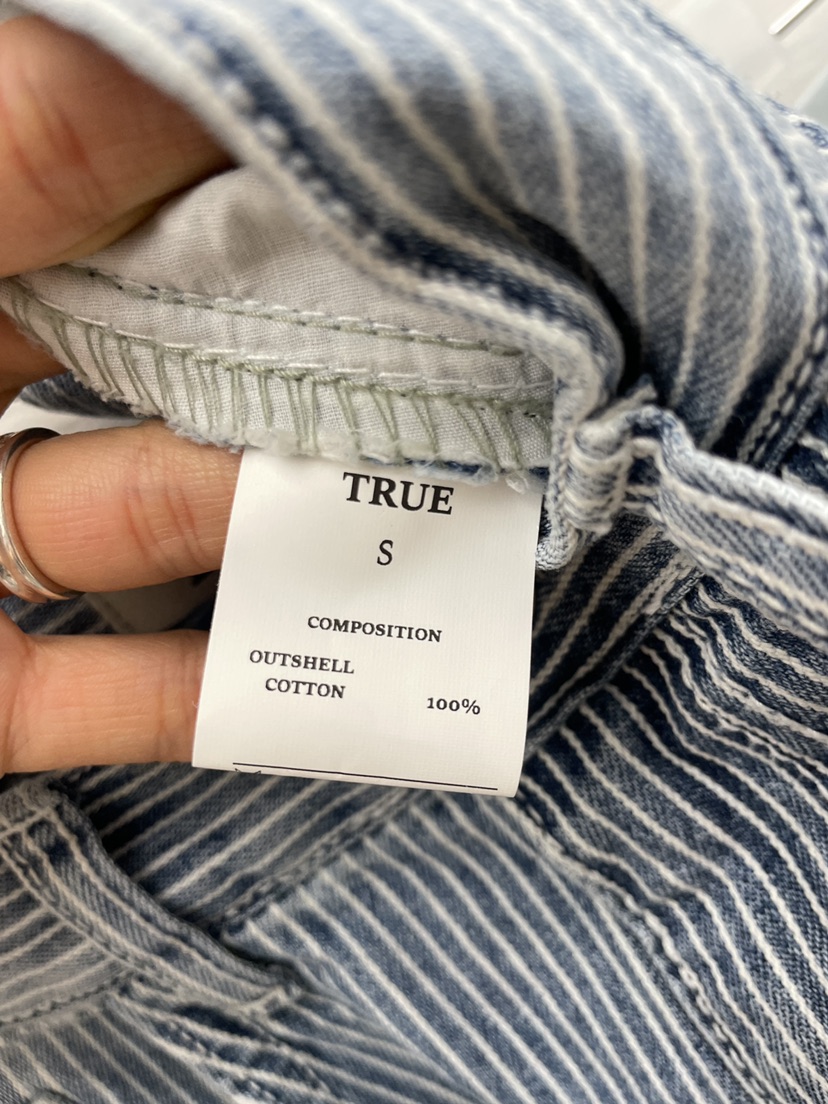 TRUE
S
COMPOSITION
OUTSHELL
COTTON 100%